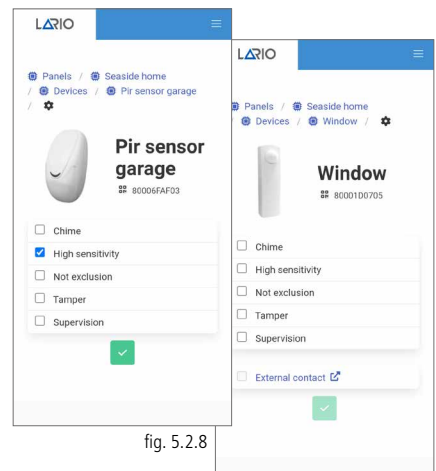 LARIO
Panels / Seaside home
/ Devices / Pir sensor garage
/
Pir sensor
garage
80006FAF03
Chime
High sensitivity
Not exclusion
Tamper
Supervision
fig. 5.2.8
LARIO
Panels / Seaside home
/ Devices / Window /
Window
80001D0705
Chime
High sensitivity
Not exclusion
Tamper
Supervision
External contact